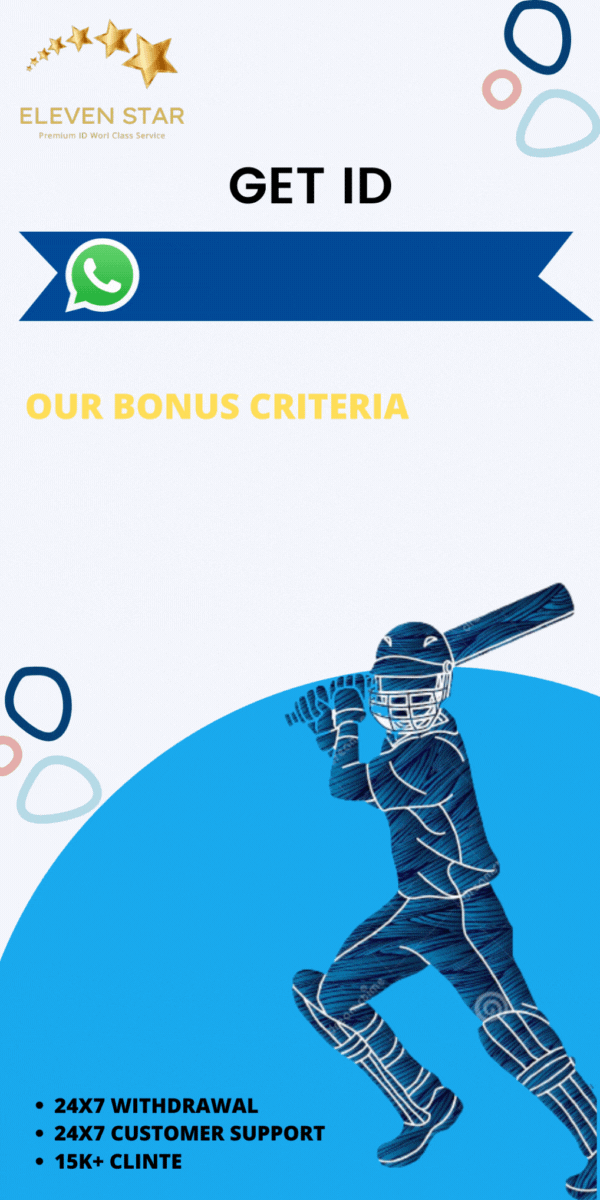 ELEVEN STAR
Premium ID Worl Class Service
GET ID
OUR BONUS CRITERIA
• 24X7 WITHDRAWAL
• 24X7 CUSTOMER SUPPORT
• 15K+ CLINTE